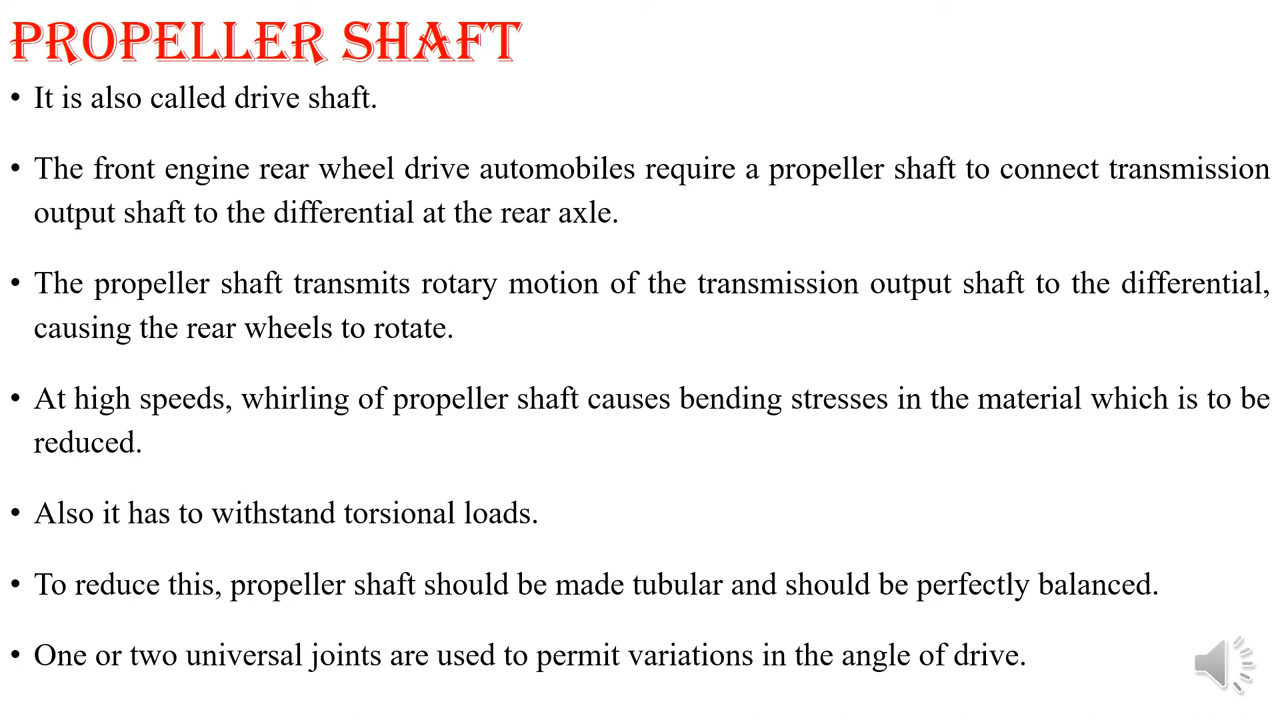 PROPELLER SHAFT
• It is also called drive shaft.
• The front engine rear wheel drive automobiles require a propeller shaft to connect transmission
output shaft to the differential at the rear axle.
• The propeller shaft transmits rotary motion of the transmission output shaft to the differential,
causing the rear wheels to rotate.
• At high speeds, whirling of propeller shaft causes bending stresses in the material which is to be
reduced.
• Also it has to withstand torsional loads.
• To reduce this, propeller shaft should be made tubular and should be perfectly balanced.
• One or two universal joints are used to permit variations in the angle of drive.